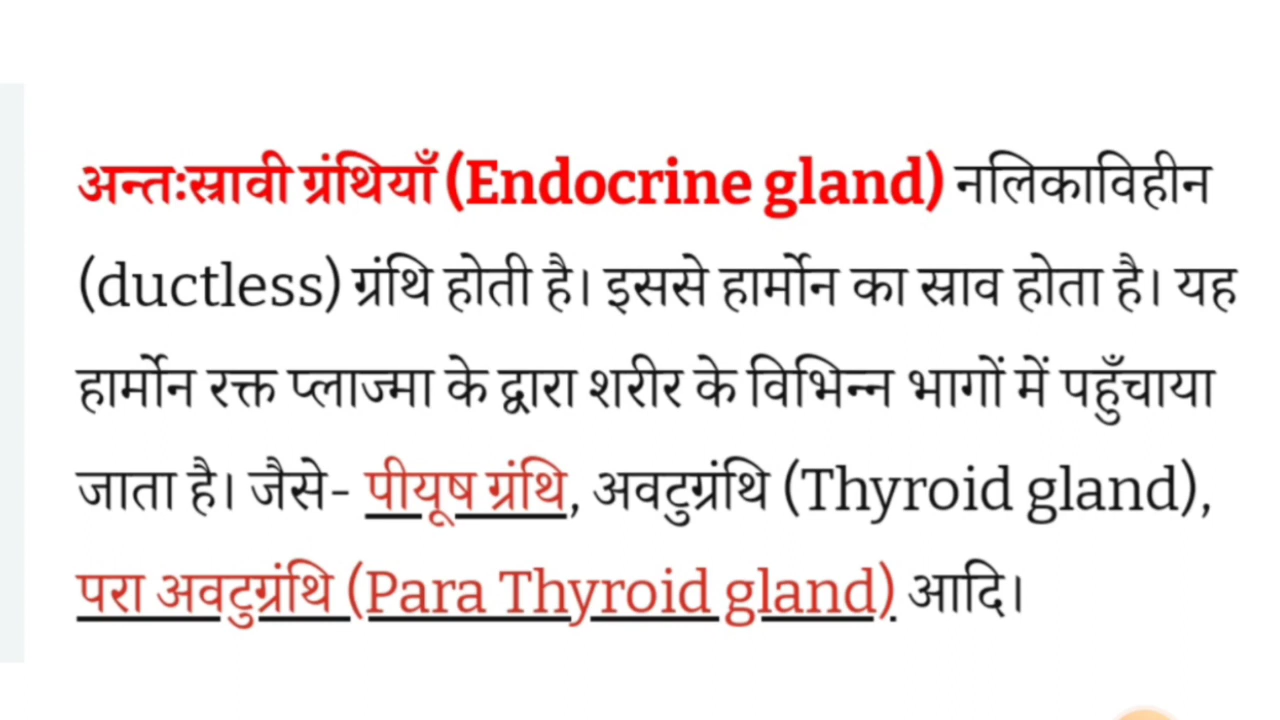 अन्तःस्रावी ग्रंथियाँ (Endocrine gland) नलिकाविहीन
(ductless) ग्रंथि होती है। इससे हार्मोन का स्राव होता है। यह
हार्मोन रक्त प्लाज्मा के द्वारा शरीर के विभिन्न भागों में पहुँचाया
जाता है। जैसे- पीयूष ग्रंथि, अवटुग्रंथि (Thyroid gland),
परा अवटुग्रंथि (Para Thyroid gland) आदि।